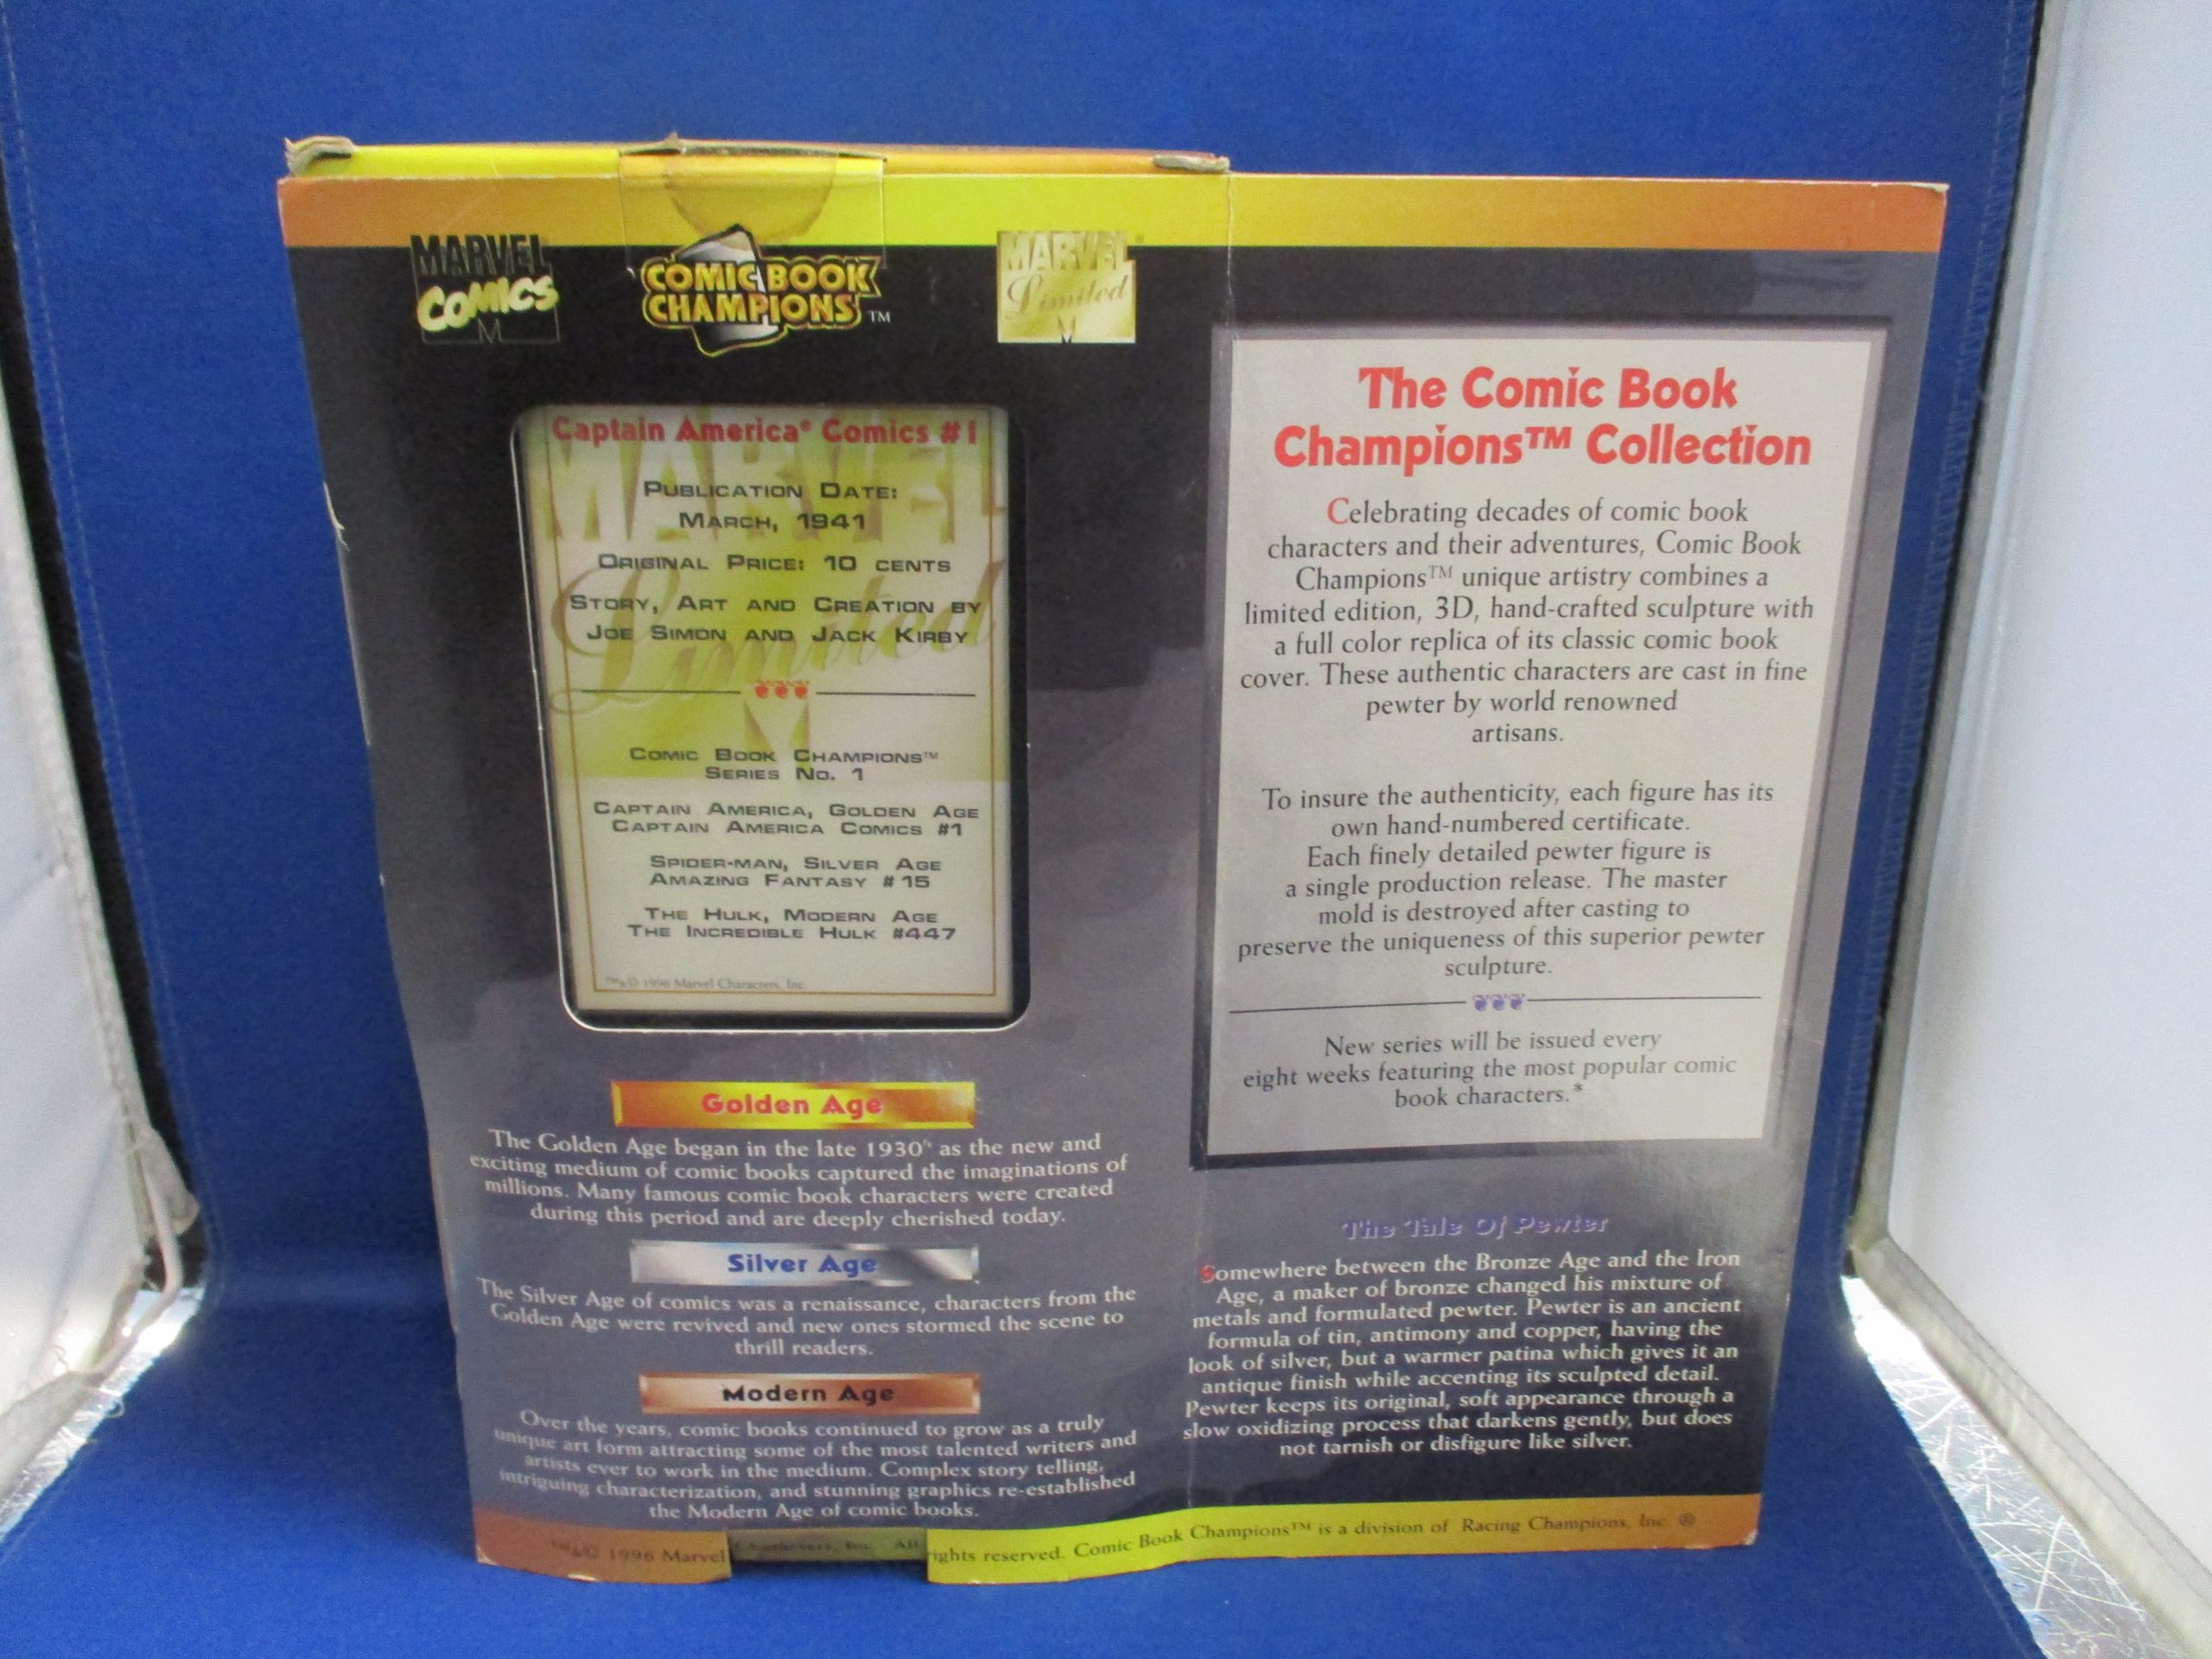 MARVEL
COMICS
M
COMIC BOOK
CHAMPIONS™
MARVEL®
Limited
M
Captain America® Comics #1
PUBLICATION DATE:
MARCH, 1941
ORIGINAL PRICE: 10 CENTS
STORY, ART AND CREATION BY
JOE SIMON AND JACK KIRBY
COMIC BOOK CHAMPIONS™
SERIES NO. 1
CAPTAIN AMERICA, GOLDEN AGE
CAPTAIN AMERICA COMICS #1
SPIDER-MAN, SILVER AGE
AMAZING FANTASY #15
THE HULK, MODERN AGE
THE INCREDIBLE HULK #447
™&© 1996 Marvel Characters, Inc.
MARVEL
Limited
M
Golden Age
The Golden Age began in the late 1930's as the new and
exciting medium of comic books captured the imaginations of
millions. Many famous comic book characters were created
during this period and are deeply cherished today.
Silver Age
The Silver Age of comics was a renaissance, characters from the
Golden Age were revived and new ones stormed the scene to
thrill readers.
Modern Age
Over the years, comic books continued to grow as a truly
unique art form attracting some of the most talented writers and
artists ever to work in the medium. Complex story telling,
intriguing characterization, and stunning graphics re-established
the Modern Age of comic books.
The Comic Book
Champions™ Collection
Celebrating decades of comic book
characters and their adventures, Comic Book
Champions™ unique artistry combines a
limited edition, 3D, hand-crafted sculpture with
a full color replica of its classic comic book
cover. These authentic characters are cast in fine
pewter by world renowned
artisans.
To insure the authenticity, each figure has its
own hand-numbered certificate.
Each finely detailed pewter figure is
a single production release. The master
mold is destroyed after casting to
preserve the uniqueness of this superior pewter
sculpture.
New series will be issued every
eight weeks featuring the most popular comic
book characters.*
The Tale Of Pewter
Somewhere between the Bronze Age and the Iron
Age, a maker of bronze changed his mixture of
metals and formulated pewter. Pewter is an ancient
formula of tin, antimony and copper, having the
look of silver, but a warmer patina which gives it an
antique finish while accenting its sculpted detail.
Pewter keeps its original, soft appearance through a
slow oxidizing process that darkens gently, but does
not tarnish or disfigure like silver.
™&© 1996 Marvel Characters, Inc. All rights reserved. Comic Book Champions™ is a division of Racing Champions, Inc. ®